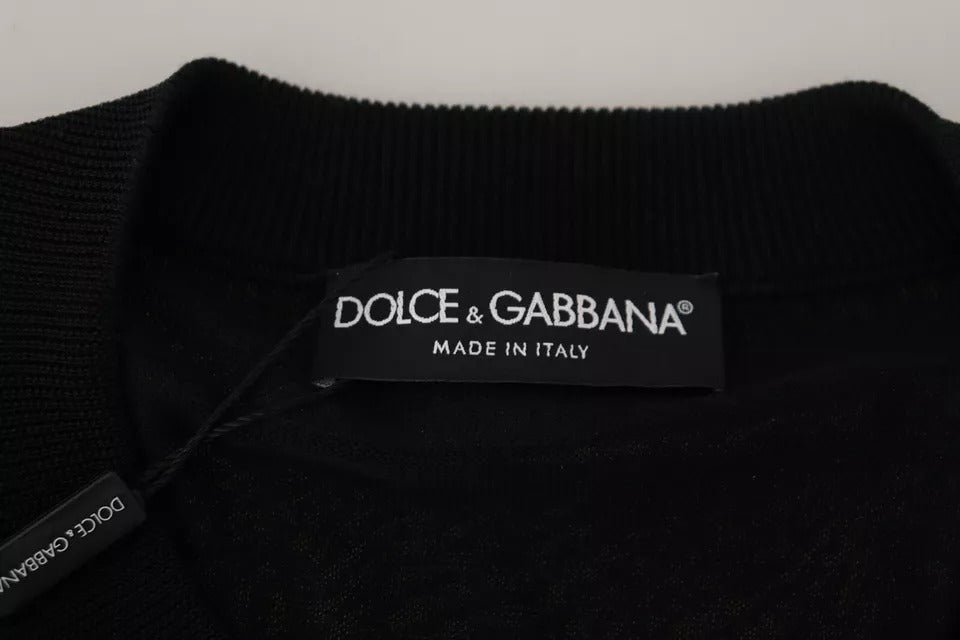 DOLCE & GABBANA®
MADE IN ITALY
DOLCE & GABBANA